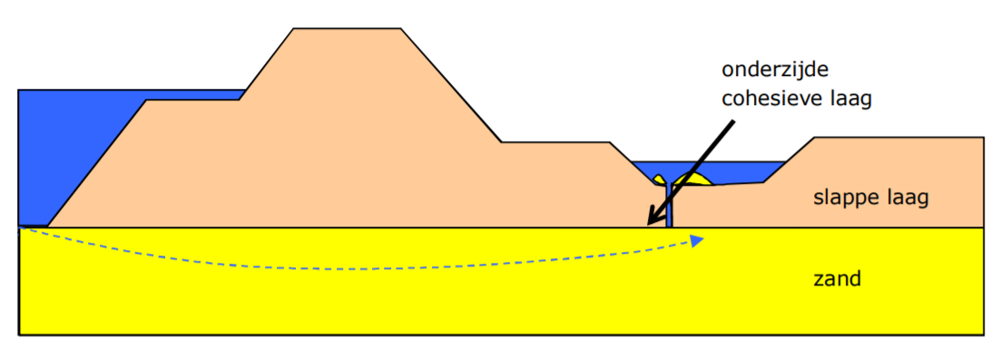 onderzijde
cohesieve laag
slappe laag
zand